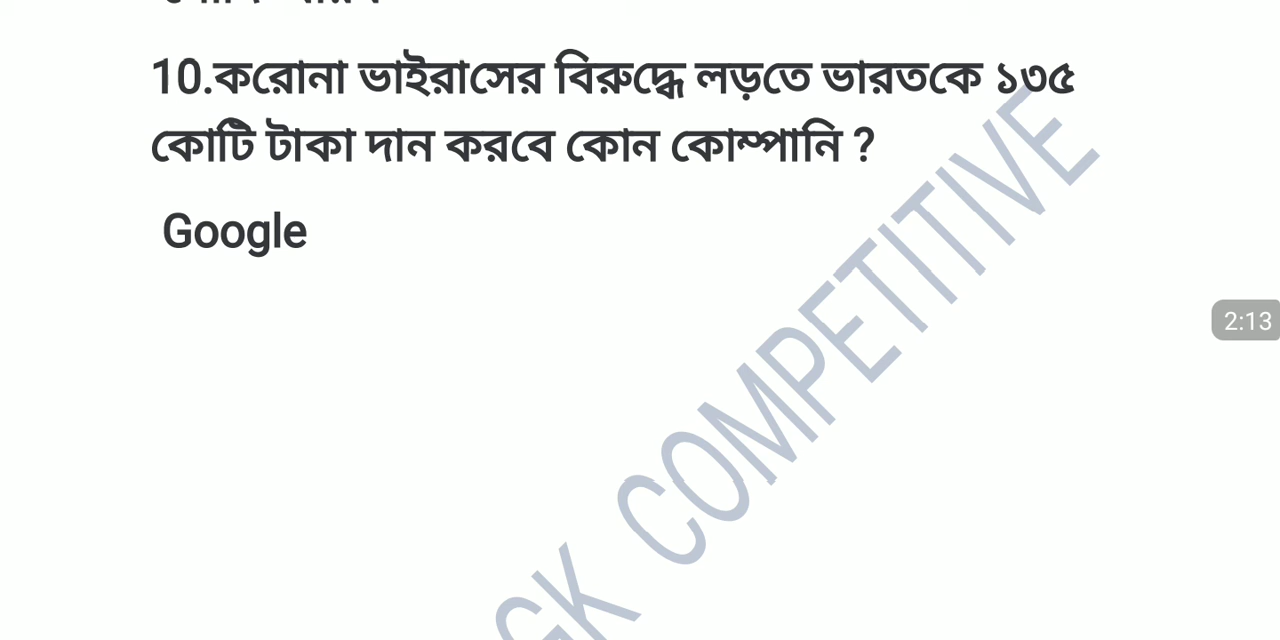 10.করোনা ভাইরাসের বিরুদ্ধে লড়তে ভারতকে ১৩৫
কোটি টাকা দান করবে কোন কোম্পানি ?
Google
2:13
GK COMPETITIVE